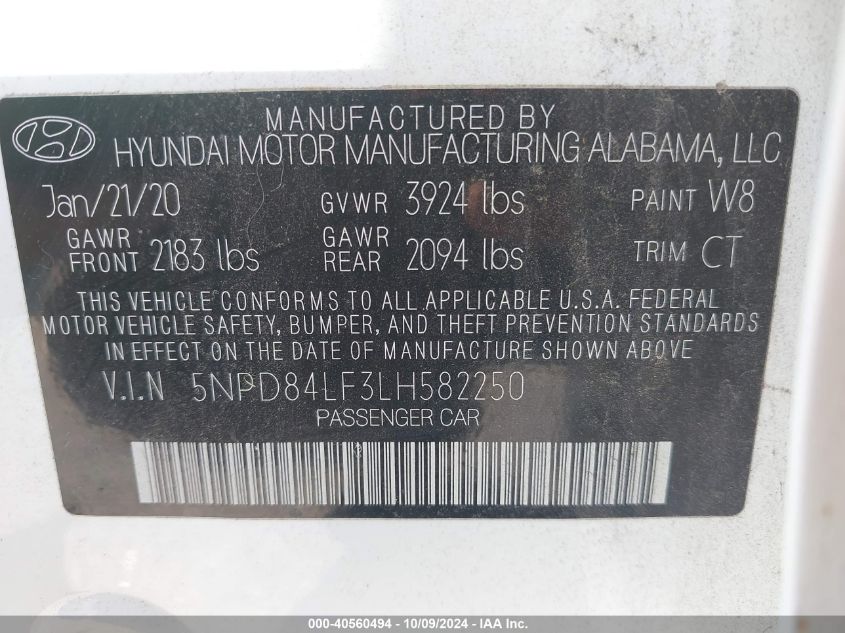 MANUFACTURED BY
HYUNDAI MOTOR MANUFACTURING ALABAMA, LLC
Jan/21/20 GVWR 3924 lbs PAINT W8
GAWR FRONT 2183 lbs GAWR REAR 2094 lbs TRIM CT
THIS VEHICLE CONFORMS TO ALL APPLICABLE U.S.A. FEDERAL
MOTOR VEHICLE SAFETY, BUMPER, AND THEFT PREVENTION STANDARDS
IN EFFECT ON THE DATE OF MANUFACTURE SHOWN ABOVE
V.I.N 5NPD84LF3LH582250
PASSENGER CAR
000-40560494 - 10/09/2024 - IAA Inc.